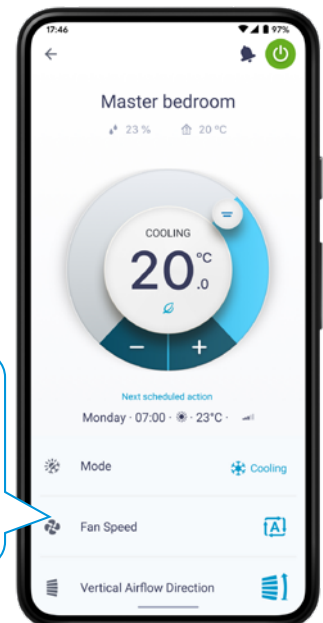 17:46 97%
Master bedroom
23 % 20 ºC
COOLING
20.0 °C
− +
Next scheduled action
Monday · 07:00 · · 23°C ·
Mode Cooling
Fan Speed A
Vertical Airflow Direction